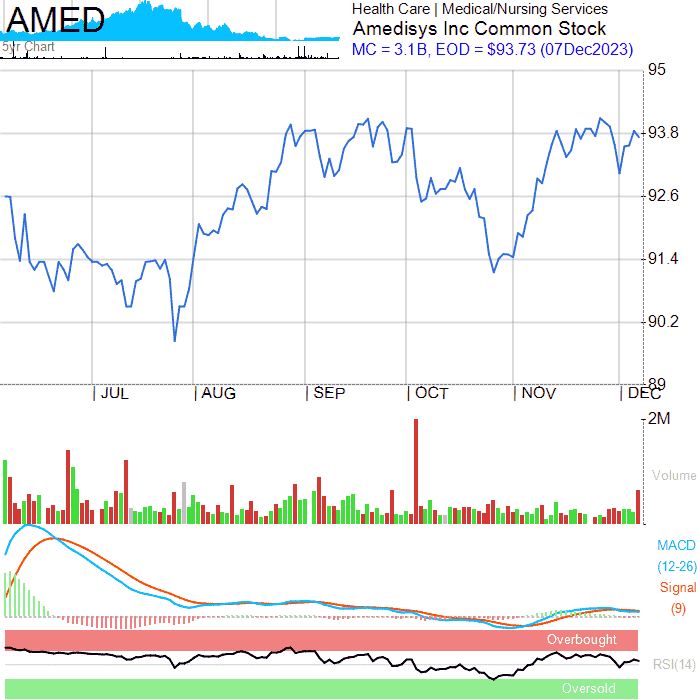 AMED
5yr Chart
Health Care | Medical/Nursing Services
Amedisys Inc Common Stock
MC = 3.1B, EOD = $93.73 (07Dec2023)
95
93.8
92.6
91.4
90.2
89
JUL AUG SEP OCT NOV DEC
2M
Volume
MACD
(12-26)
Signal
(9)
Overbought
RSI(14)
Oversold